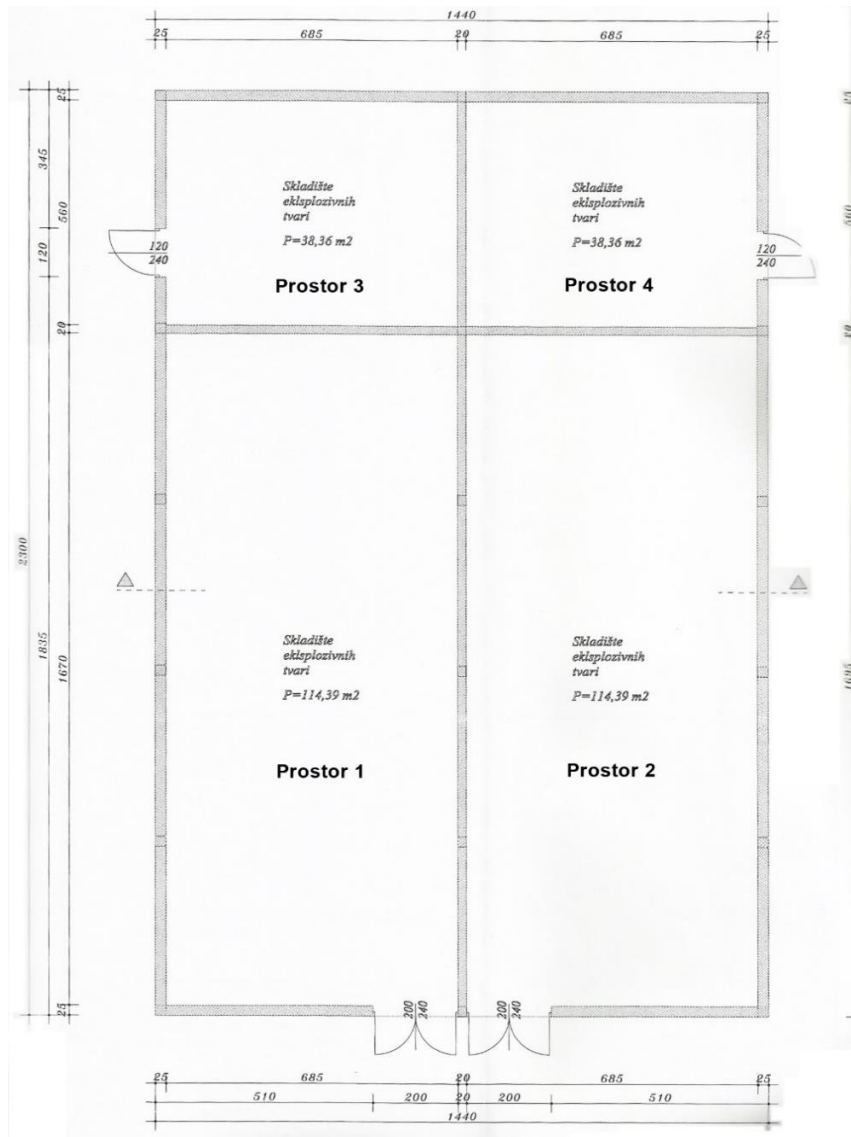 1440
25 685 20 685 25
25
345
560
120
20
2300
1835
1670
25
Skladište
eklsplozivnih
tvari
P=38,36 m2
Prostor 3
Skladište
eklsplozivnih
tvari
P=38,36 m2
Prostor 4
120
240
120
240
560
20
Skladište
eklsplozivnih
tvari
P=114,39 m2
Prostor 1
Skladište
eklsplozivnih
tvari
P=114,39 m2
Prostor 2
200
240
200
240
25 685 20 685 25
510 200 20 200 510
1440